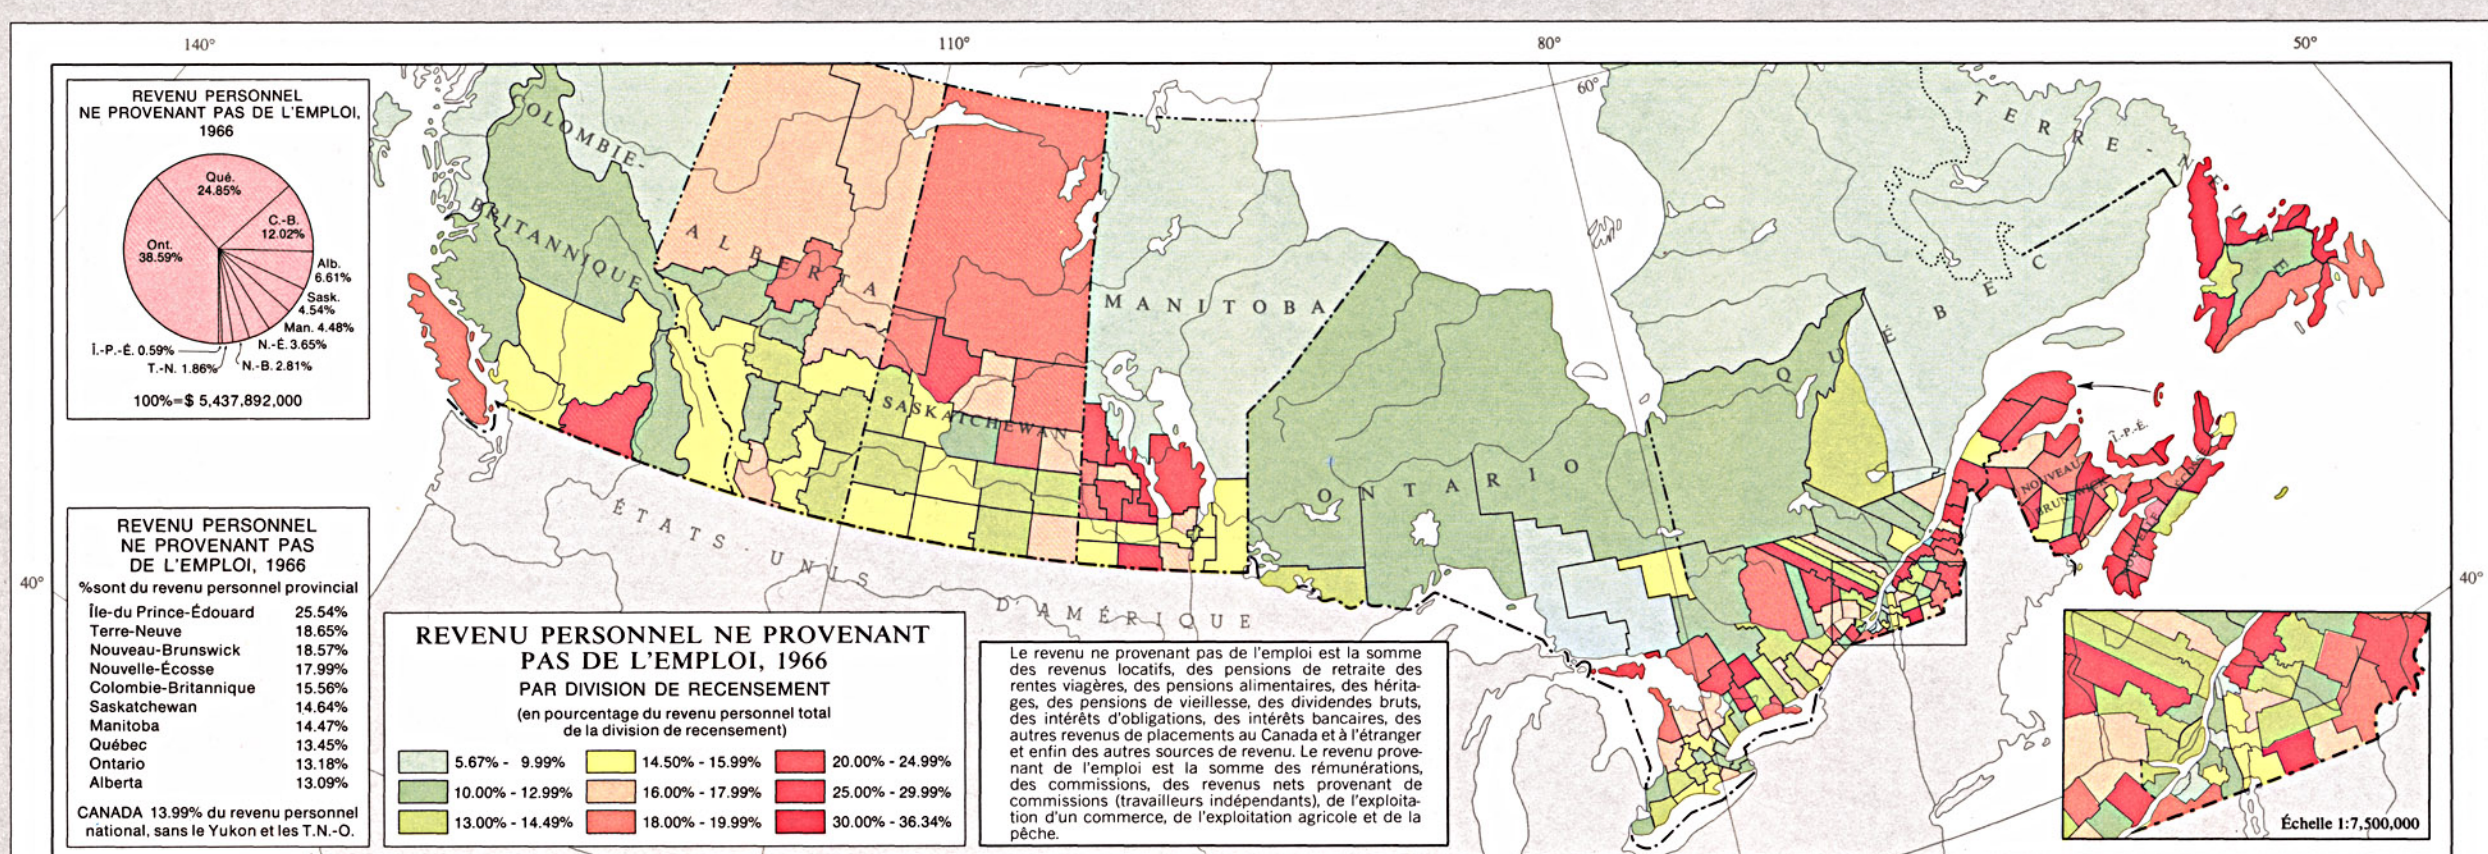 140°
110°
80°
50°
60°
40°
40°
REVENU PERSONNEL
NE PROVENANT PAS DE L'EMPLOI,
1966
Qué.
24.85%
C.-B.
12.02%
Ont.
38.59%
Alb.
6.61%
Sask.
4.54%
Man. 4.48%
N.-É. 3.65%
N.-B. 2.81%
T.-N. 1.86%
Î.-P.-É. 0.59%
100%=$ 5,437,892,000
REVENU PERSONNEL
NE PROVENANT PAS
DE L'EMPLOI, 1966
%sont du revenu personnel provincial
Île-du Prince-Édouard 25.54%
Terre-Neuve 18.65%
Nouveau-Brunswick 18.57%
Nouvelle-Écosse 17.99%
Colombie-Britannique 15.56%
Saskatchewan 14.64%
Manitoba 14.47%
Québec 13.45%
Ontario 13.18%
Alberta 13.09%
CANADA 13.99% du revenu personnel
national, sans le Yukon et les T.N.-O.
COLOMBIE-
BRITANNIQUE
ALBERTA
SASKATCHEWAN
MANITOBA
ONTARIO
QUÉBEC
TERRE-NEUVE
Î.-P.-É.
NOUVEAU-
BRUNSWICK
NOUVELLE
ÉCOSSE
ÉTATS-UNIS
D'AMÉRIQUE
REVENU PERSONNEL NE PROVENANT
PAS DE L'EMPLOI, 1966
PAR DIVISION DE RECENSEMENT
(en pourcentage du revenu personnel total
de la division de recensement)
5.67% - 9.99%
10.00% - 12.99%
13.00% - 14.49%
14.50% - 15.99%
16.00% - 17.99%
18.00% - 19.99%
20.00% - 24.99%
25.00% - 29.99%
30.00% - 36.34%
Le revenu ne provenant pas de l'emploi est la somme
des revenus locatifs, des pensions de retraite des
rentes viagères, des pensions alimentaires, des hérita-
ges, des pensions de vieillesse, des dividendes bruts,
des intérêts d'obligations, des intérêts bancaires, des
autres revenus de placements au Canada et à l'étranger
et enfin des autres sources de revenu. Le revenu prove-
nant de l'emploi est la somme des rémunérations,
des commissions, des revenus nets provenant de
commissions (travailleurs indépendants), de l'exploita-
tion d'un commerce, de l'exploitation agricole et de la
pêche.
Échelle 1:7,500,000